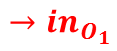 → in_{O_1}